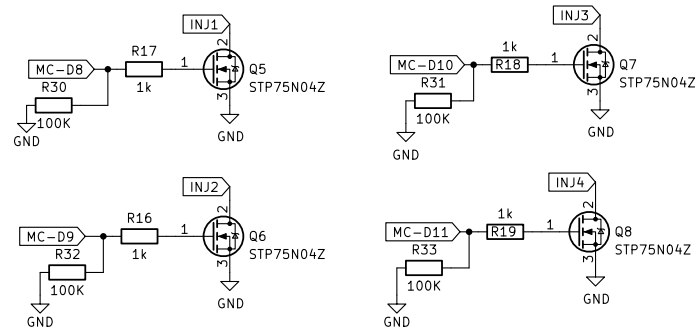 INJ1
2
R17
MC-D8
1
Q5
STP75N04Z
R30
1k
3
100K
GND
GND
INJ3
2
1k
MC-D10
R18
1
Q7
STP75N04Z
R31
3
100K
GND
GND
INJ2
2
R16
MC-D9
1
Q6
STP75N04Z
R32
1k
3
100K
GND
GND
INJ4
2
1k
MC-D11
R19
1
Q8
STP75N04Z
R33
3
100K
GND
GND